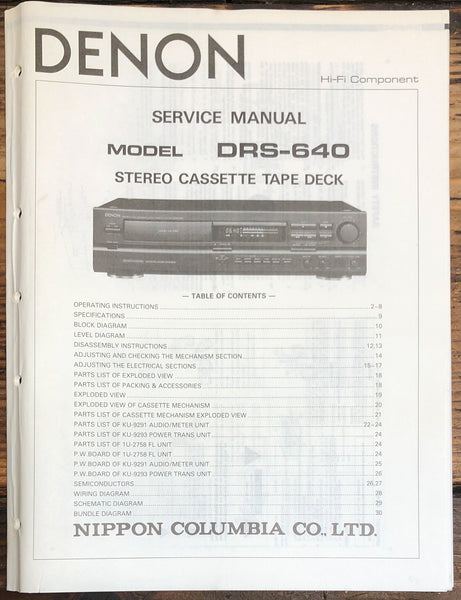 DENON
Hi-Fi Component
SERVICE MANUAL
MODEL DRS-640
STEREO CASSETTE TAPE DECK
DENON
— TABLE OF CONTENTS —
OPERATING INSTRUCTIONS 2–8
SPECIFICATIONS 9
BLOCK DIAGRAM 10
LEVEL DIAGRAM 11
DISASSEMBLY INSTRUCTIONS 12,13
ADJUSTING AND CHECKING THE MECHANISM SECTION 14
ADJUSTING THE ELECTRICAL SECTIONS 15–17
PARTS LIST OF EXPLODED VIEW 18
PARTS LIST OF PACKING & ACCESSORIES 18
EXPLODED VIEW 19
EXPLODED VIEW OF CASSETTE MECHANISM 20
PARTS LIST OF CASSETTE MECHANISM EXPLODED VIEW 21
PARTS LIST OF KU-9291 AUDIO/METER UNIT 22–24
PARTS LIST OF KU-9293 POWER TRANS UNIT 24
PARTS LIST OF 1U-2758 FL UNIT 24
P.W.BOARD OF 1U-2758 FL UNIT 24
P.W.BOARD OF KU-9291 AUDIO/METER UNIT 25
P.W.BOARD OF KU-9293 POWER TRANS UNIT 26
SEMICONDUCTORS 26,27
WIRING DIAGRAM 28
SCHEMATIC DIAGRAM 29
BUNDLE DIAGRAM 30
NIPPON COLUMBIA CO., LTD.